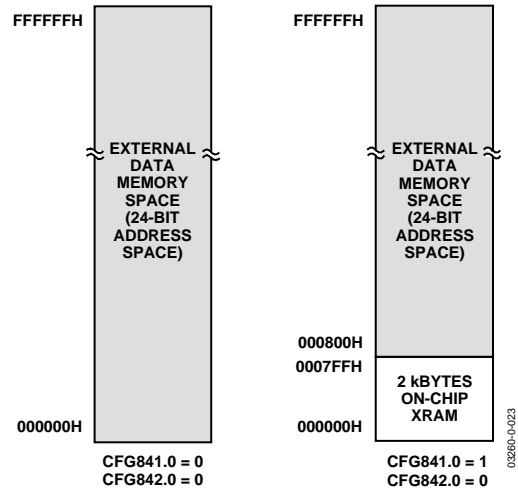 FFFFFFH
EXTERNAL
DATA
MEMORY
SPACE
(24-BIT
ADDRESS
SPACE)
000000H
CFG841.0 = 0
CFG842.0 = 0
FFFFFFH
EXTERNAL
DATA
MEMORY
SPACE
(24-BIT
ADDRESS
SPACE)
000800H
0007FFH
2 kBYTES
ON-CHIP
XRAM
000000H
CFG841.0 = 1
CFG842.0 = 0
03260-0-023